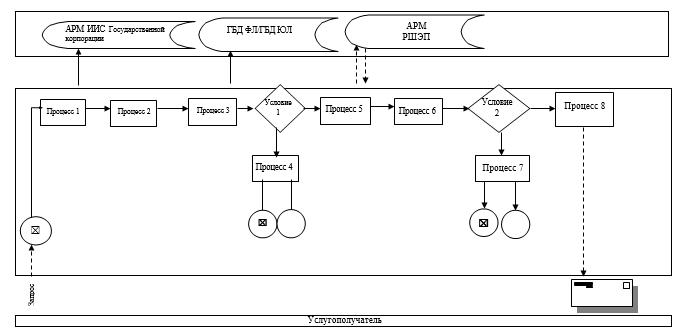 АРМ ИИС Государственной
корпорации
ГБД ФЛ/ГБД ЮЛ
АРМ
РШЭП
Процесс 1
Процесс 2
Процесс 3
Условие
1
Процесс 5
Процесс 6
Условие
2
Процесс 8
Процесс 4
Процесс 7
Запрос
Услугополучатель